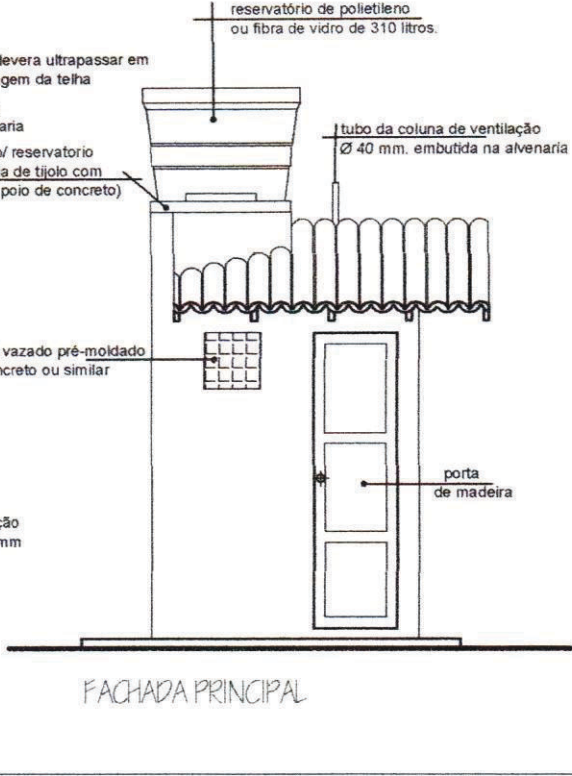 reservatório de polietileno
ou fibra de vidro de 310 litros.
levera ultrapassar em
gem da telha
aria
o/ reservatorio
a de tijolo com
poio de concreto)
tubo da coluna de ventilação
Ø 40 mm. embutida na alvenaria
vazado pré-moldado
ncreto ou similar
porta
de madeira
ção
mm
FACHADA PRINCIPAL